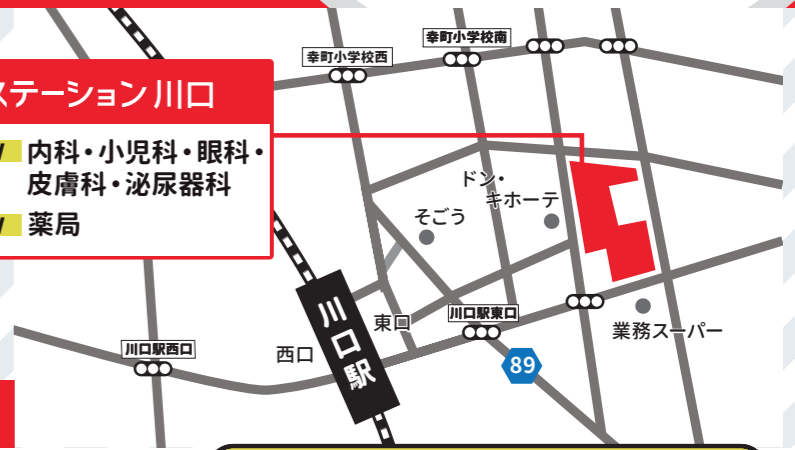 幸町小学校南
幸町小学校西
ステーション川口
内科・小児科・眼科・
皮膚科・泌尿器科
薬局
ドン・
キホーテ
そごう
川口駅
東口
西口
川口駅東口
川口駅西口
業務スーパー
89